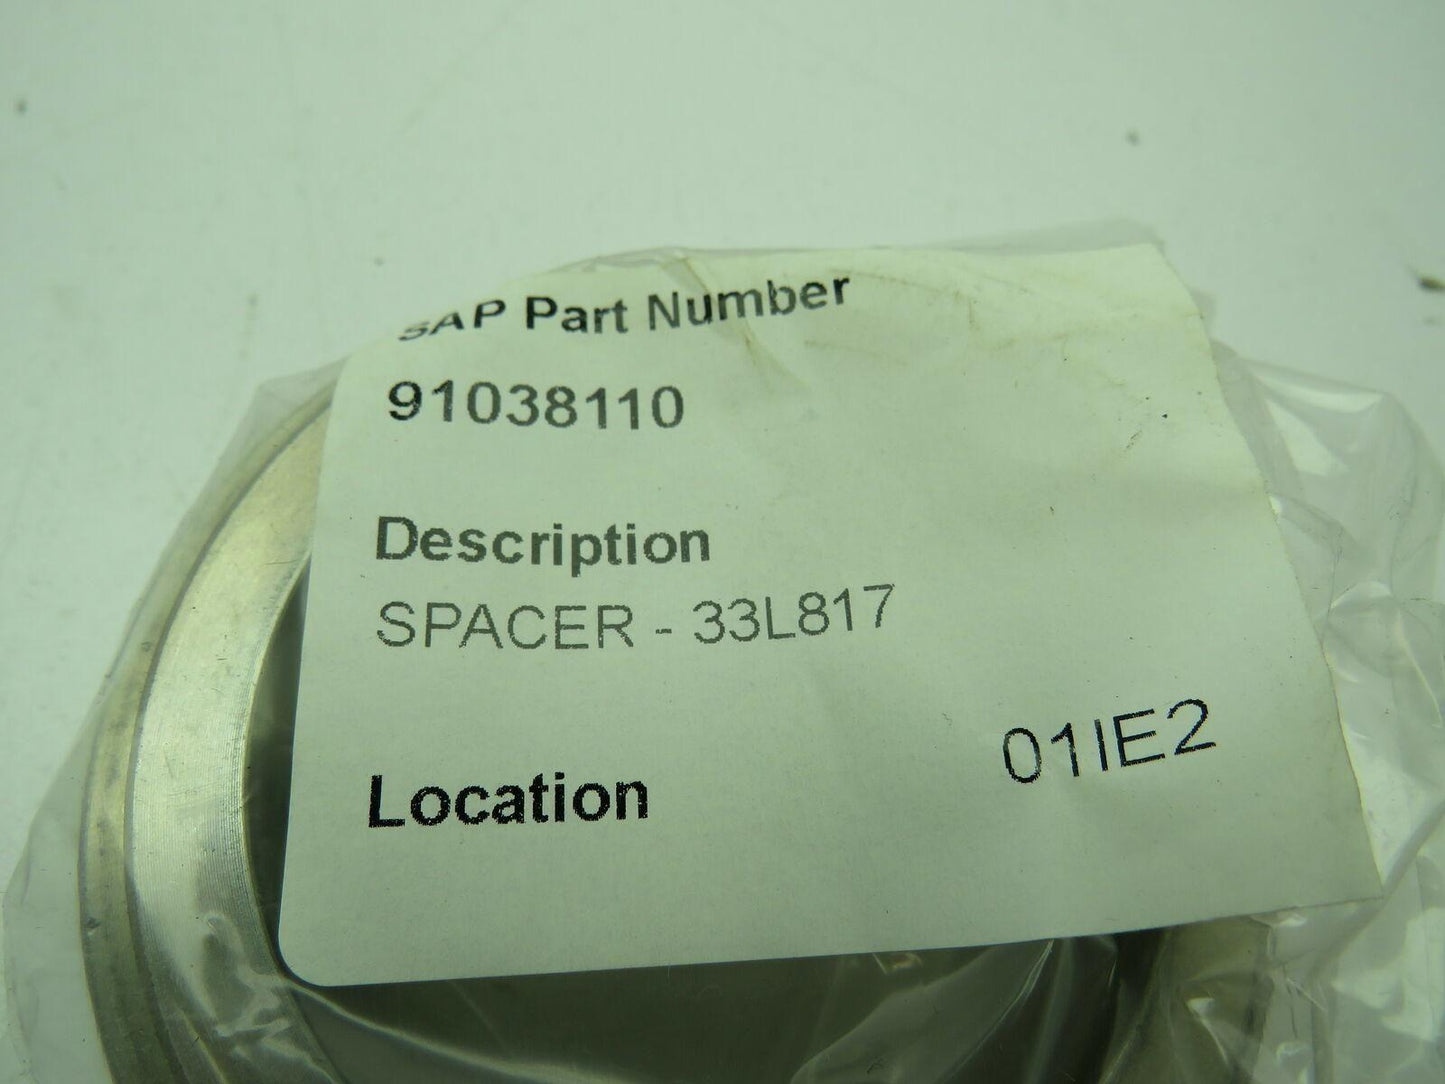 SAP Part Number
91038110
Description
SPACER - 33L817
Location 01IE2